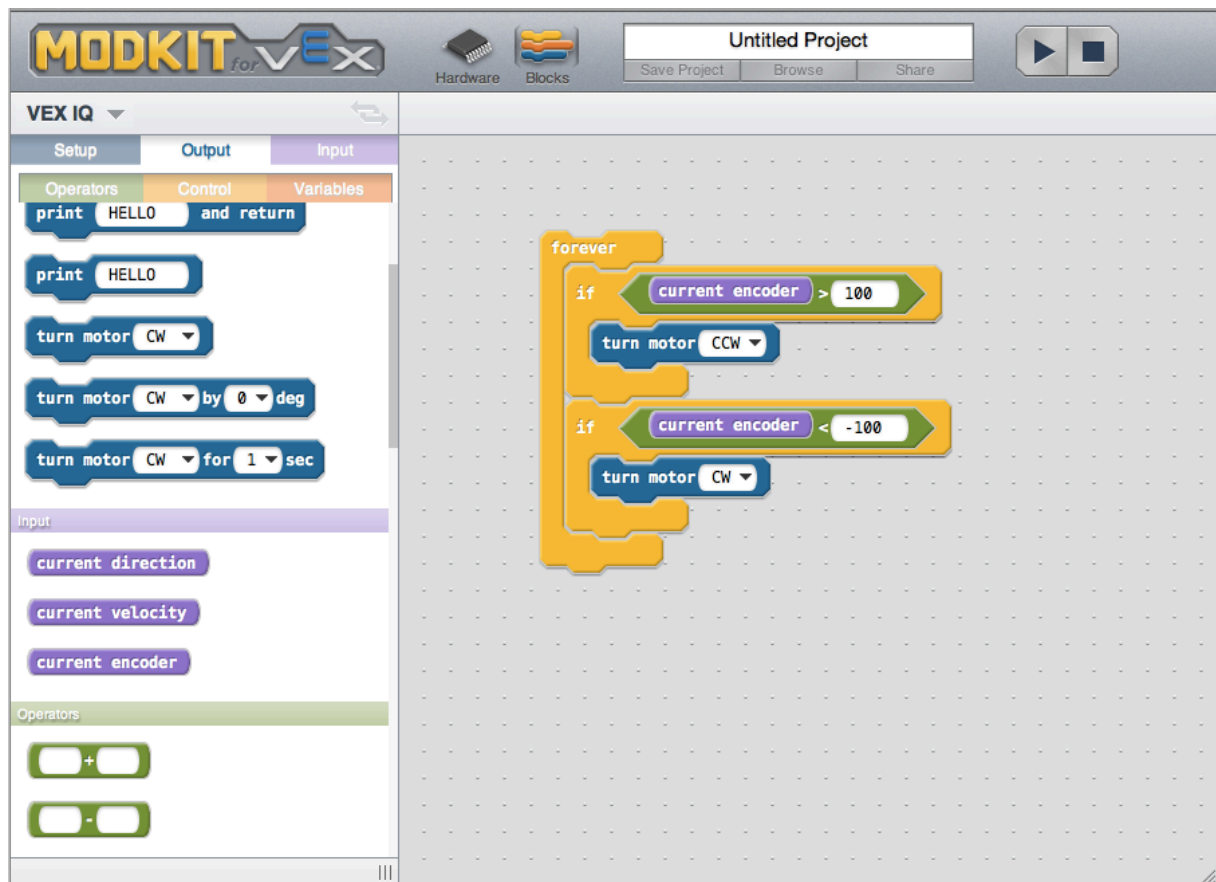 MODKIT for VEX
Hardware
Blocks
Untitled Project
Save Project Browse Share
VEX IQ
Setup Output Input
Operators Control Variables
print HELLO and return
print HELLO
turn motor CW
turn motor CW by 0 deg
turn motor CW for 1 sec
Input
current direction
current velocity
current encoder
Operators
+
-
forever
if current encoder > 100
turn motor CCW
if current encoder < -100
turn motor CW